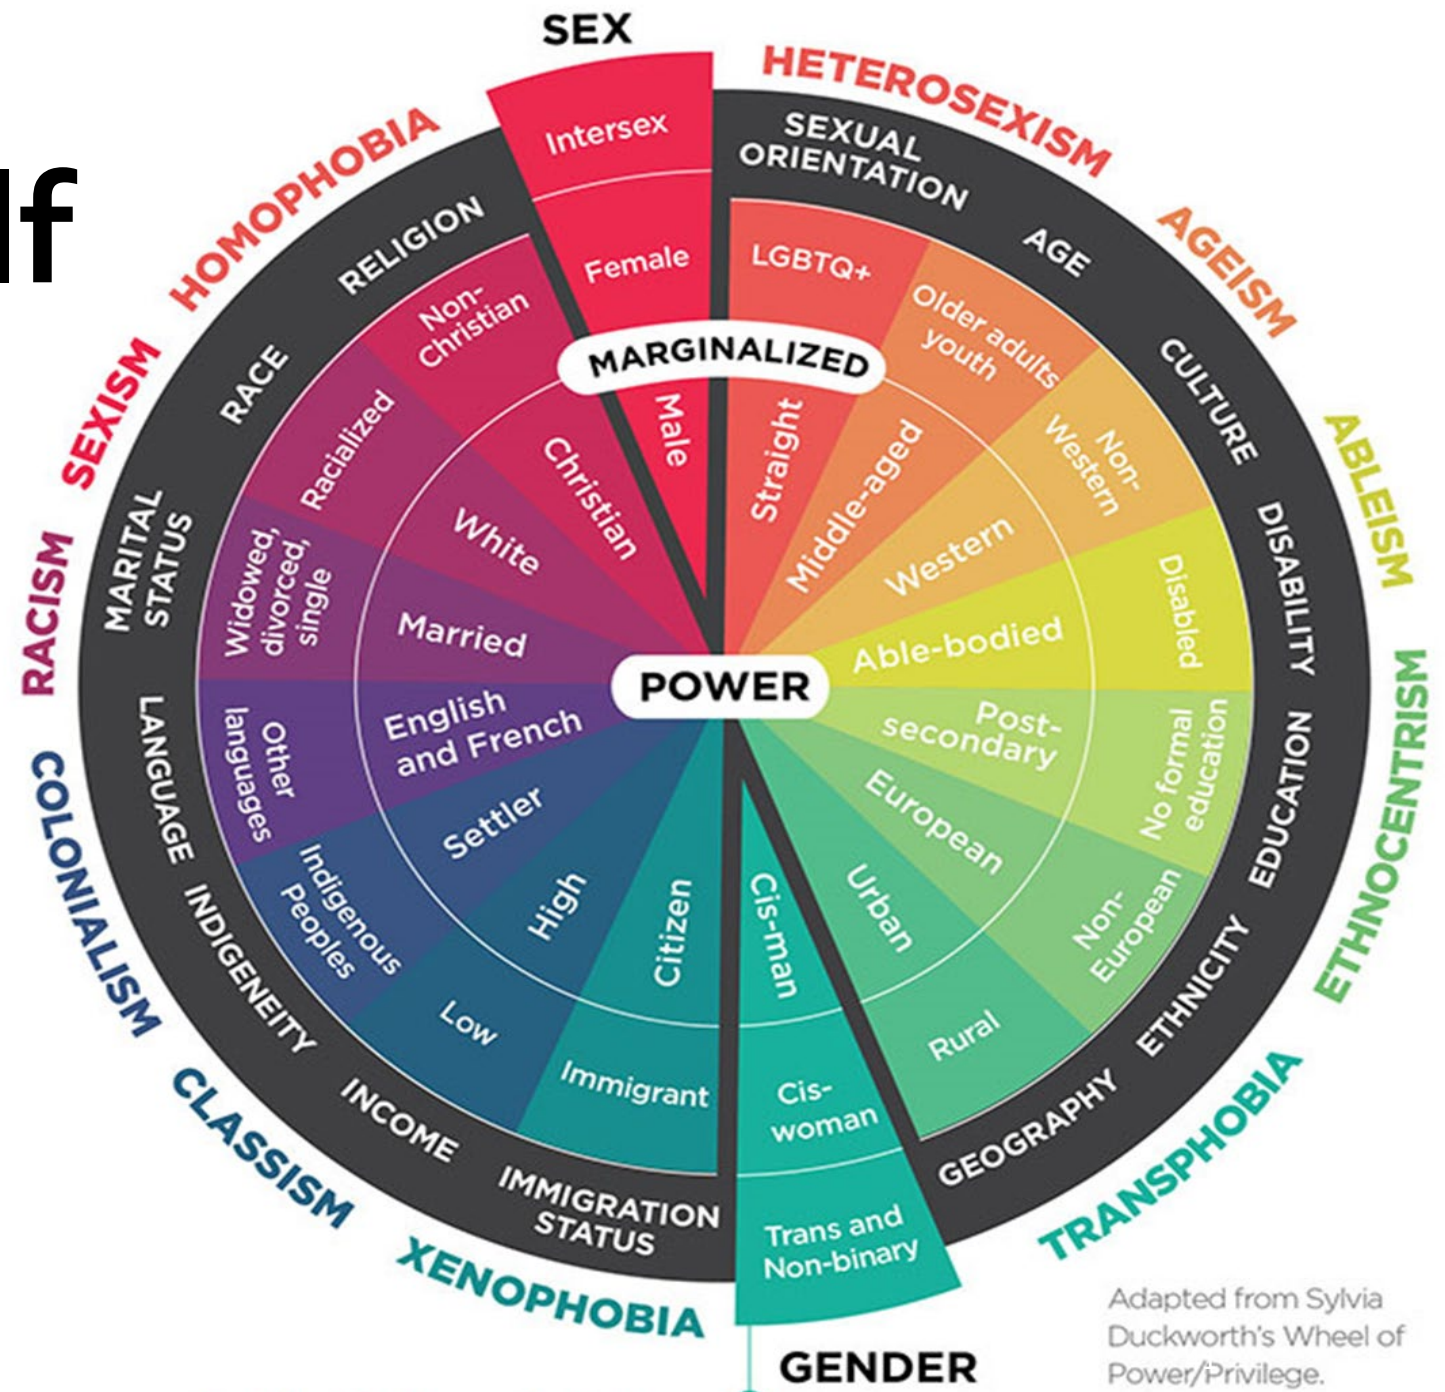 SEX
lf
HETEROSEXISM
AGEISM
ABLEISM
ETHNOCENTRISM
TRANSPHOBIA
XENOPHOBIA
CLASSISM
COLONIALISM
RACISM
SEXISM
HOMOPHOBIA
Intersex
Female
Male
SEXUAL
ORIENTATION
LGBTQ+
Straight
AGE
Older adults
youth
Middle-aged
CULTURE
Non-
Western
Western
DISABILITY
Disabled
Able-bodied
EDUCATION
No formal
education
Post-
secondary
ETHNICITY
Non-
European
European
GEOGRAPHY
Rural
Urban
Cis-man
Cis-
woman
Trans and
Non-binary
GENDER
IMMIGRATION
STATUS
Immigrant
Citizen
INCOME
Low
High
INDIGENEITY
Indigenous
Peoples
Settler
LANGUAGE
Other
languages
English
and French
MARITAL
STATUS
Widowed,
divorced,
single
Married
RACE
Racialized
White
RELIGION
Non-
Christian
Christian
MARGINALIZED
POWER
Adapted from Sylvia
Duckworth's Wheel of
Power/Privilege.